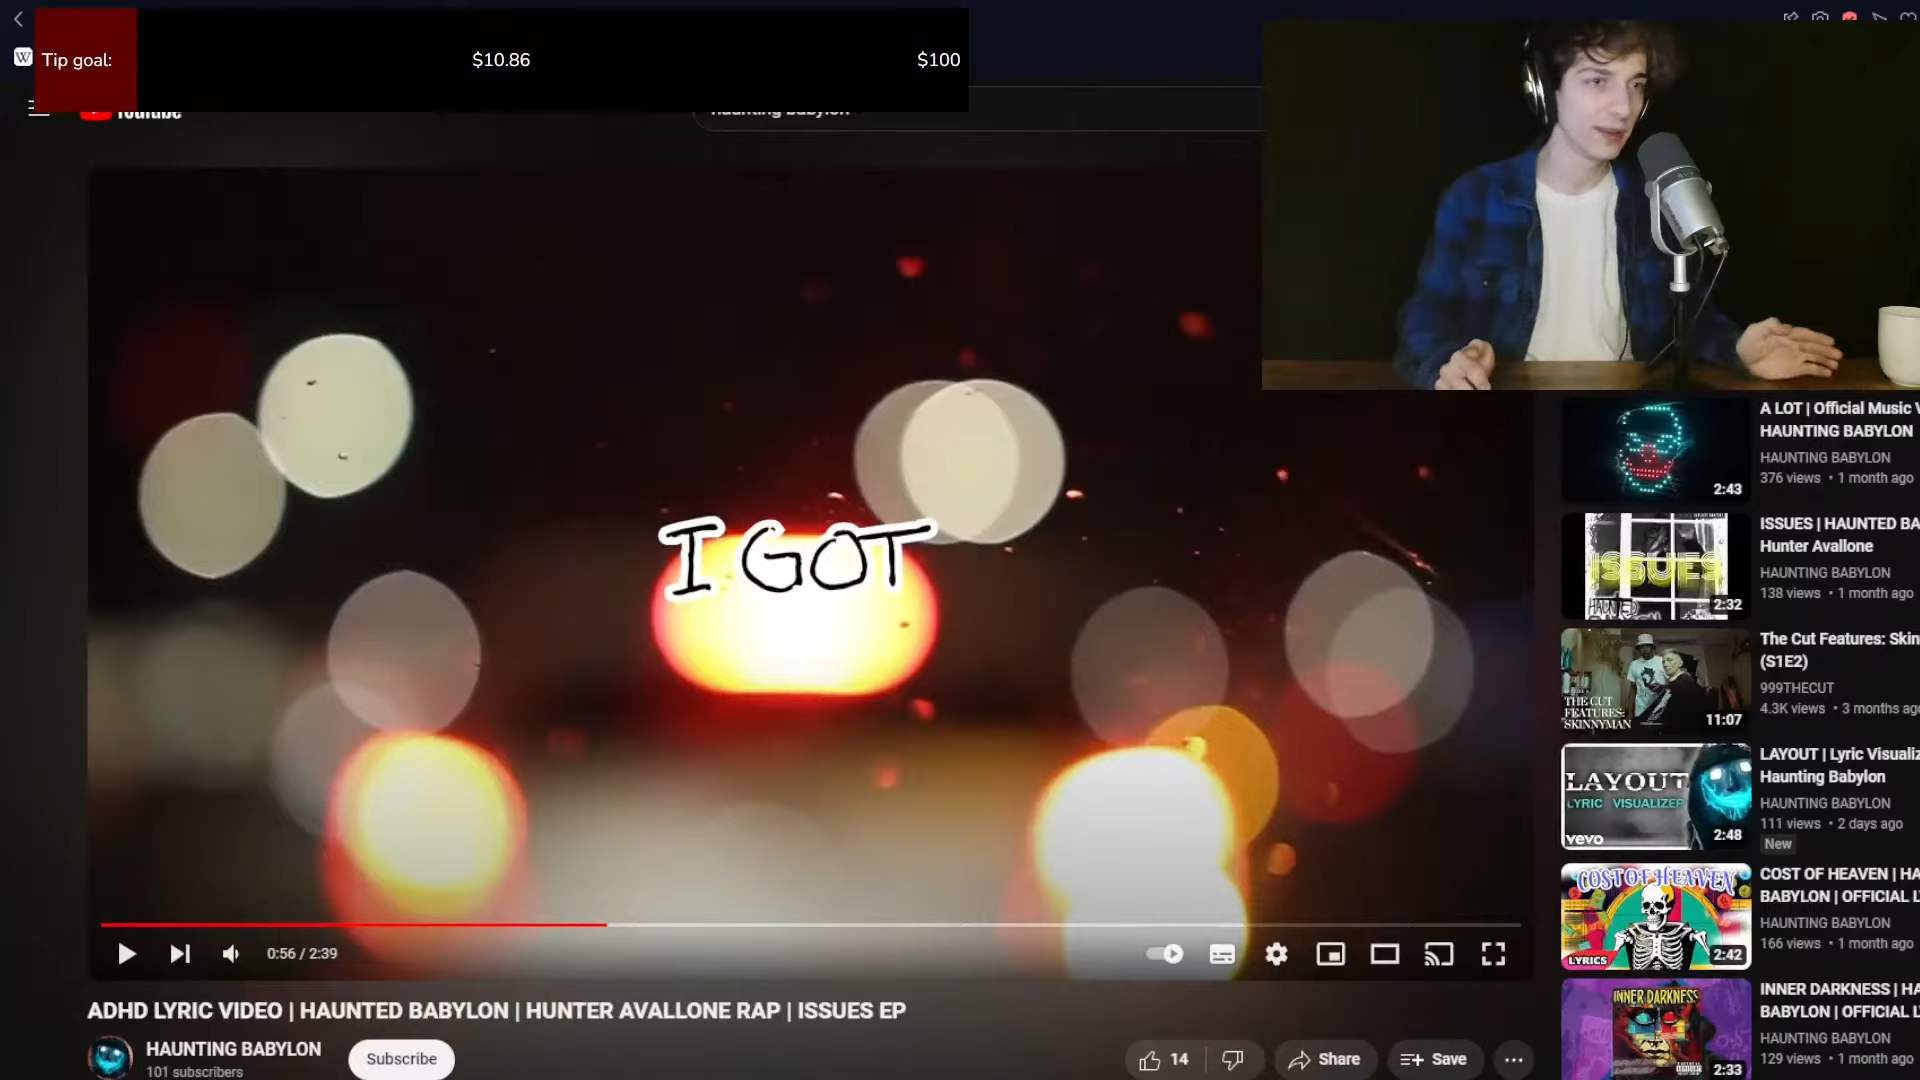 Tip goal: $10.86 $100
YouTube
haunting babylon
I GOT
0:56 / 2:39
ADHD LYRIC VIDEO | HAUNTED BABYLON | HUNTER AVALLONE RAP | ISSUES EP
HAUNTING BABYLON
101 subscribers
Subscribe
14
Share
Save
A LOT | Official Music V
HAUNTING BABYLON
HAUNTING BABYLON
376 views • 1 month ago
2:43
ISSUES | HAUNTED BA
Hunter Avallone
HAUNTING BABYLON
138 views • 1 month ago
ISSUES
HAUNTED
2:32
The Cut Features: Skin
(S1E2)
999THECUT
4.3K views • 3 months ago
THE CUT
FEATURES:
SKINNYMAN
11:07
LAYOUT | Lyric Visualiz
Haunting Babylon
HAUNTING BABYLON
111 views • 2 days ago
New
LAYOUT
LYRIC VISUALIZER
vevo
2:48
COST OF HEAVEN | HA
BABYLON | OFFICIAL L
HAUNTING BABYLON
166 views • 1 month ago
COST OF HEAVEN
LYRICS
2:42
INNER DARKNESS | HA
BABYLON | OFFICIAL L
HAUNTING BABYLON
129 views • 1 month ago
INNER DARKNESS
2:33